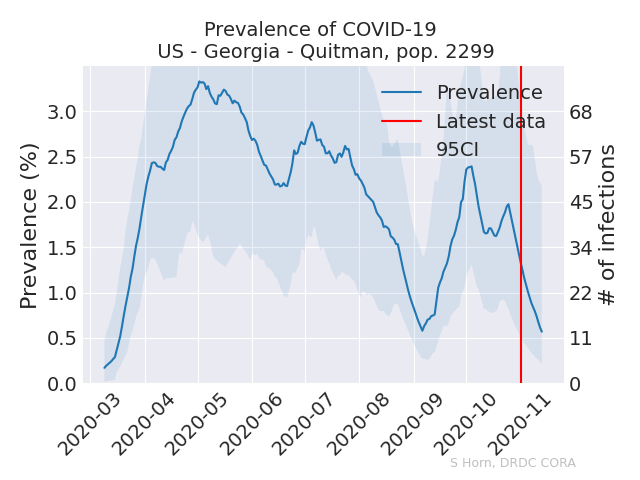 Prevalence of COVID-19
US - Georgia - Quitman, pop. 2299
Prevalence
Latest data
95CI
Prevalence (%)
3.0
2.5
2.0
1.5
1.0
0.5
0.0
68
57
45
34
22
11
0
# of infections
2020-03
2020-04
2020-05
2020-06
2020-07
2020-08
2020-09
2020-10
2020-11
S Horn, DRDC CORA